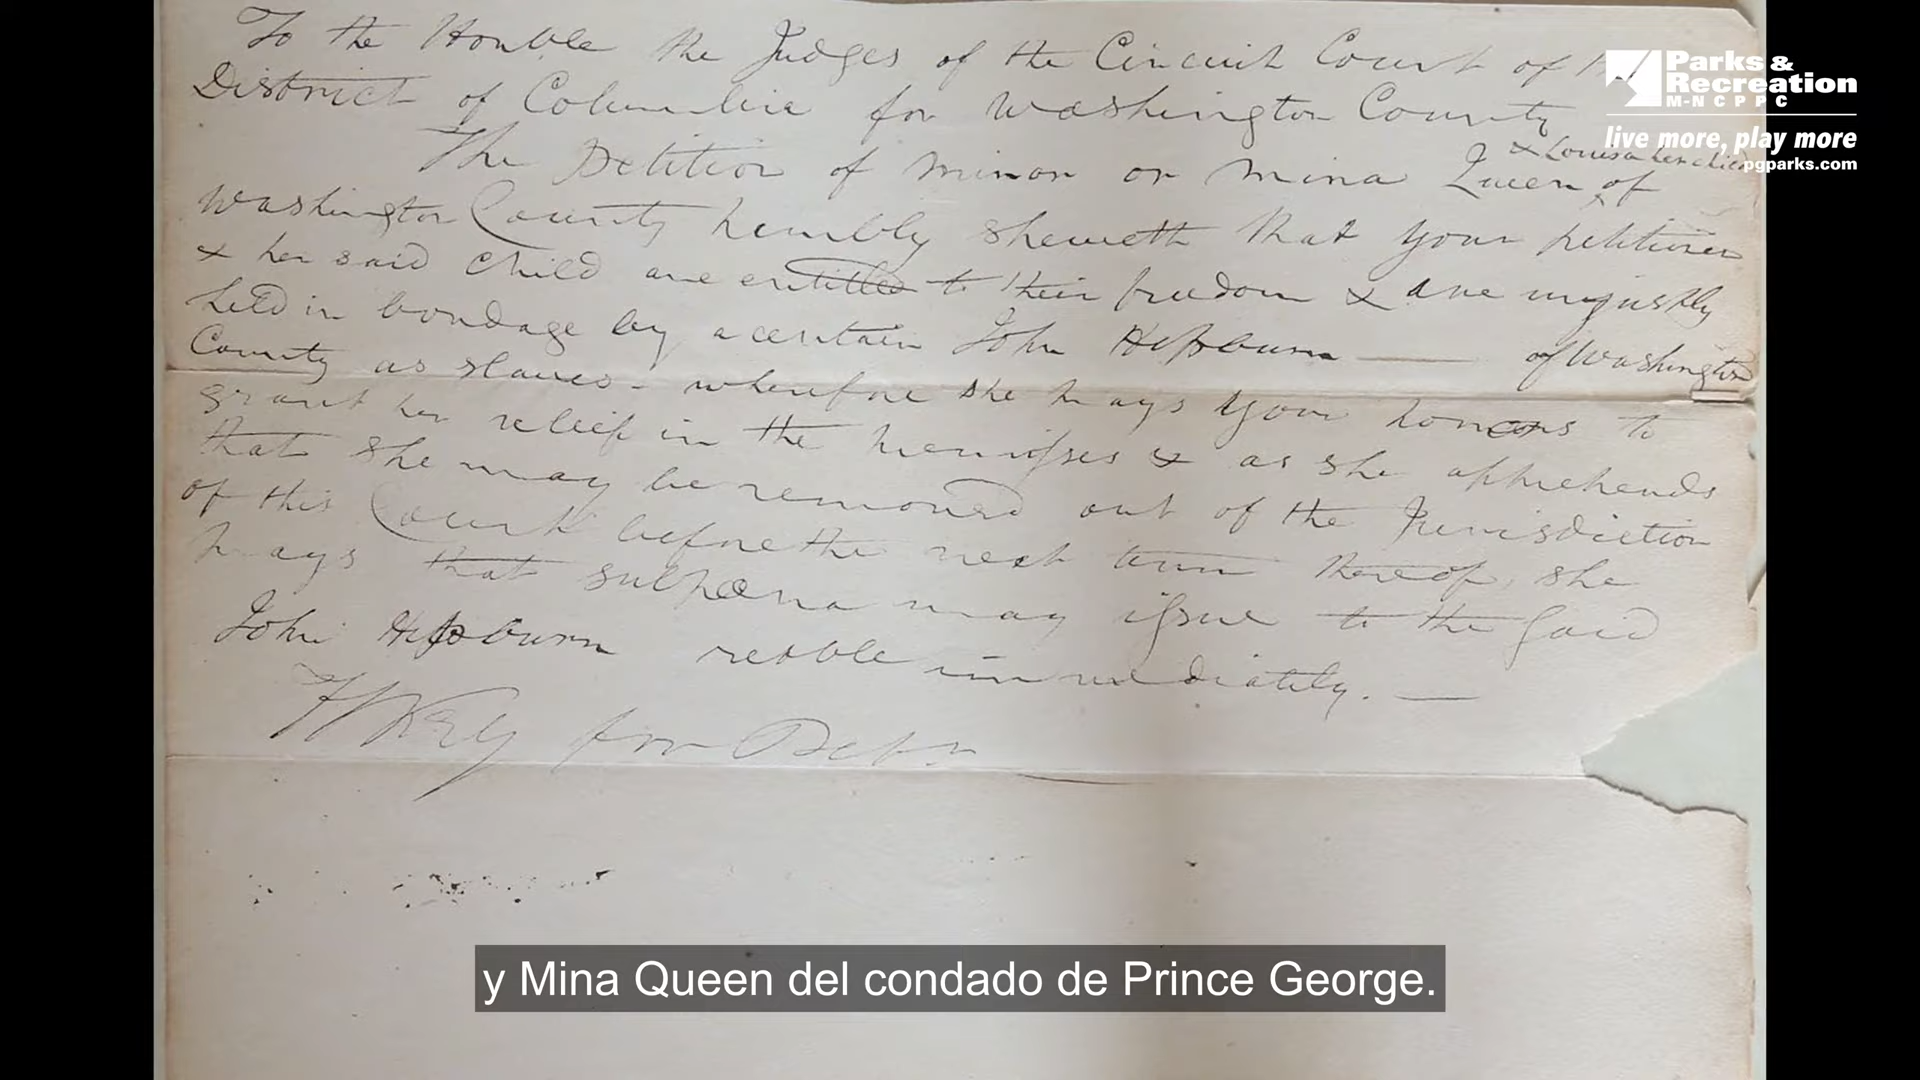 To the Honble the Judges of the Circuit Court of the
District of Columbia for Washington County
& Louisa her child
The Petition of Minor or Mina Queen of
Washington County humbly sheweth that your petitioner
& her said child are entitled to their freedom & are unjustly
held in bondage by a certain John Hepburn — of Washington
County as slaves - wherefore she prays your honors to
grant her relief in the premises & as she apprehends
that she may be removed out of the Jurisdiction
of this Court before the next term thereof, she
prays that subpœna may issue to the said
John Hepburn retble immediately. —
F S Key for Petr
Parks &
Recreation
M-NCPPC
live more, play more
pgparks.com
y Mina Queen del condado de Prince George.